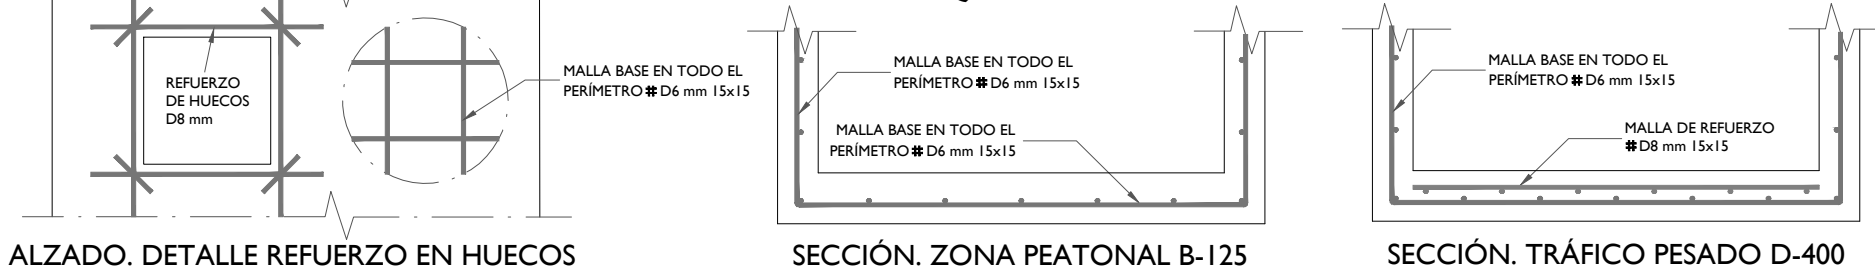 REFUERZO
DE HUECOS
D8 mm
MALLA BASE EN TODO EL
PERÍMETRO # D6 mm 15x15
ALZADO. DETALLE REFUERZO EN HUECOS
MALLA BASE EN TODO EL
PERÍMETRO # D6 mm 15x15
MALLA BASE EN TODO EL
PERÍMETRO # D6 mm 15x15
SECCIÓN. ZONA PEATONAL B-125
MALLA BASE EN TODO EL
PERÍMETRO # D6 mm 15x15
MALLA DE REFUERZO
# D8 mm 15x15
SECCIÓN. TRÁFICO PESADO D-400